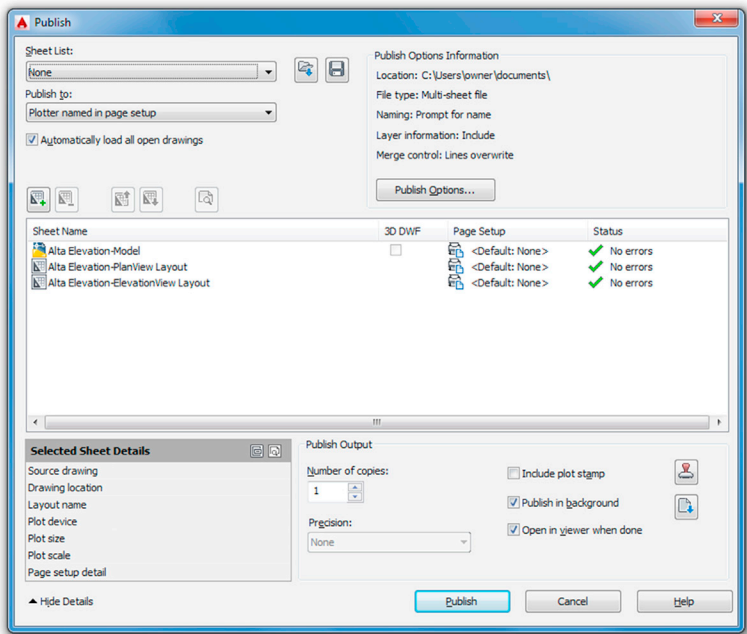 Publish
Sheet List:
None
Publish to:
Plotter named in page setup
Automatically load all open drawings
Publish Options Information
Location: C:\Users\owner\documents\
File type: Multi-sheet file
Naming: Prompt for name
Layer information: Include
Merge control: Lines overwrite
Publish Options...
Sheet Name 3D DWF Page Setup Status
Alta Elevation-Model <Default: None> No errors
Alta Elevation-PlanView Layout <Default: None> No errors
Alta Elevation-ElevationView Layout <Default: None> No errors
Selected Sheet Details
Source drawing
Drawing location
Layout name
Plot device
Plot size
Plot scale
Page setup detail
Publish Output
Number of copies:
1
Precision:
None
Include plot stamp
Publish in background
Open in viewer when done
Hide Details
Publish
Cancel
Help